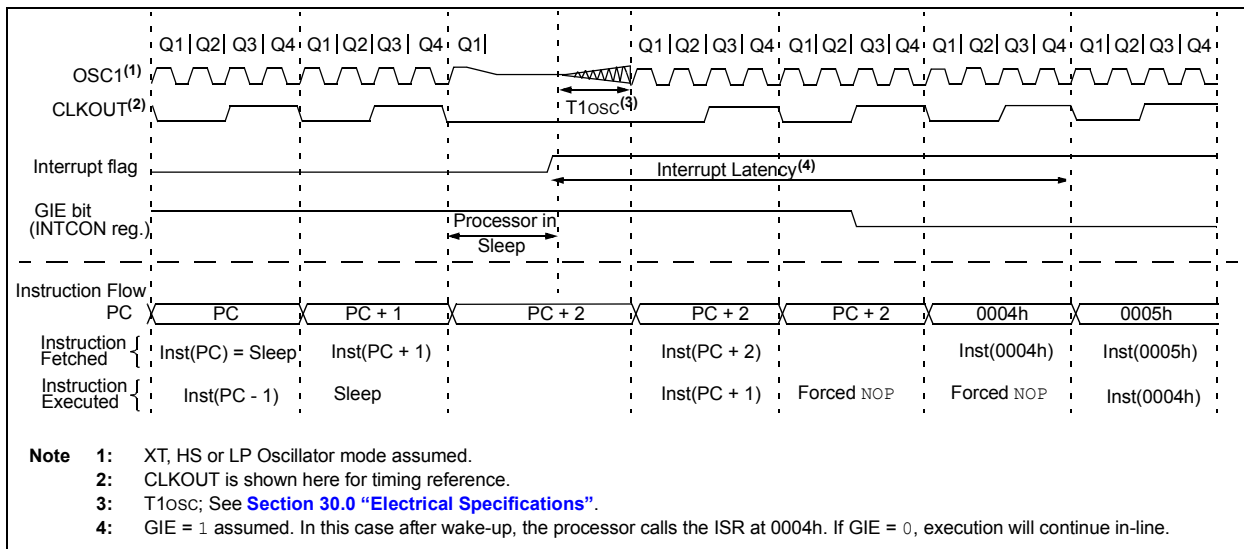 Q1 Q2 Q3 Q4 Q1 Q2 Q3 Q4 Q1 Q1 Q2 Q3 Q4 Q1 Q2 Q3 Q4 Q1 Q2 Q3 Q4 Q1 Q2 Q3 Q4
OSC1(1)
CLKOUT(2)
T1OSC(3)
Interrupt flag
Interrupt Latency(4)
GIE bit
(INTCON reg.)
Processor in
Sleep
Instruction Flow
PC PC PC + 1 PC + 2 PC + 2 PC + 2 0004h 0005h
Instruction
Fetched { Inst(PC) = Sleep Inst(PC + 1) Inst(PC + 2) Inst(0004h) Inst(0005h)
Instruction
Executed { Inst(PC - 1) Sleep Inst(PC + 1) Forced NOP Forced NOP Inst(0004h)
Note 1: XT, HS or LP Oscillator mode assumed.
2: CLKOUT is shown here for timing reference.
3: T1OSC; See Section 30.0 “Electrical Specifications”.
4: GIE = 1 assumed. In this case after wake-up, the processor calls the ISR at 0004h. If GIE = 0, execution will continue in-line.